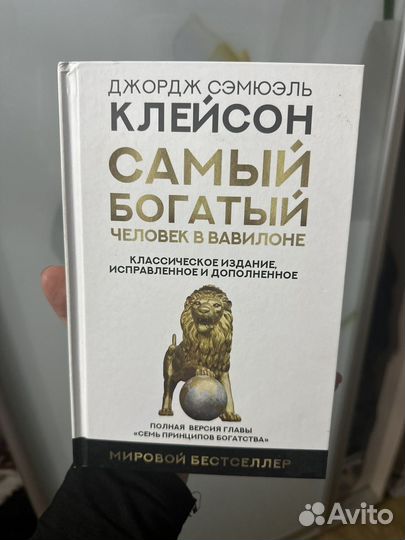 ДЖОРДЖ СЭМЮЭЛЬ
КЛЕЙСОН
САМЫЙ
БОГАТЫЙ
ЧЕЛОВЕК В ВАВИЛОНЕ
КЛАССИЧЕСКОЕ ИЗДАНИЕ,
ИСПРАВЛЕННОЕ И ДОПОЛНЕННОЕ
ПОЛНАЯ ВЕРСИЯ ГЛАВЫ
«СЕМЬ ПРИНЦИПОВ БОГАТСТВА»
МИРОВОЙ БЕСТСЕЛЛЕР
Avito